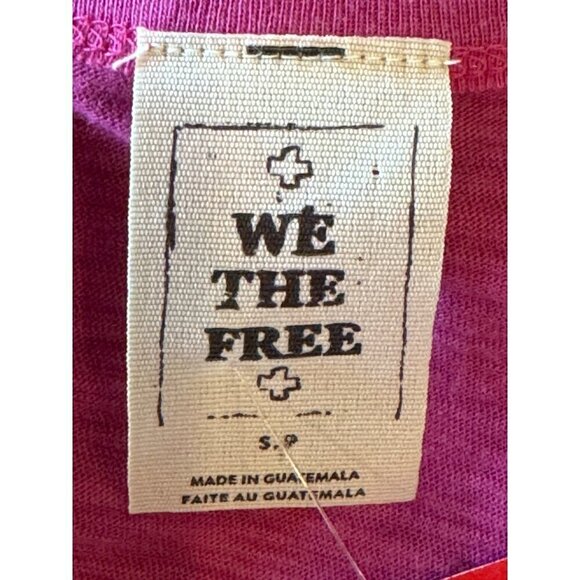 WE
THE
FREE
S. P
MADE IN GUATEMALA
FAITE AU GUATEMALA